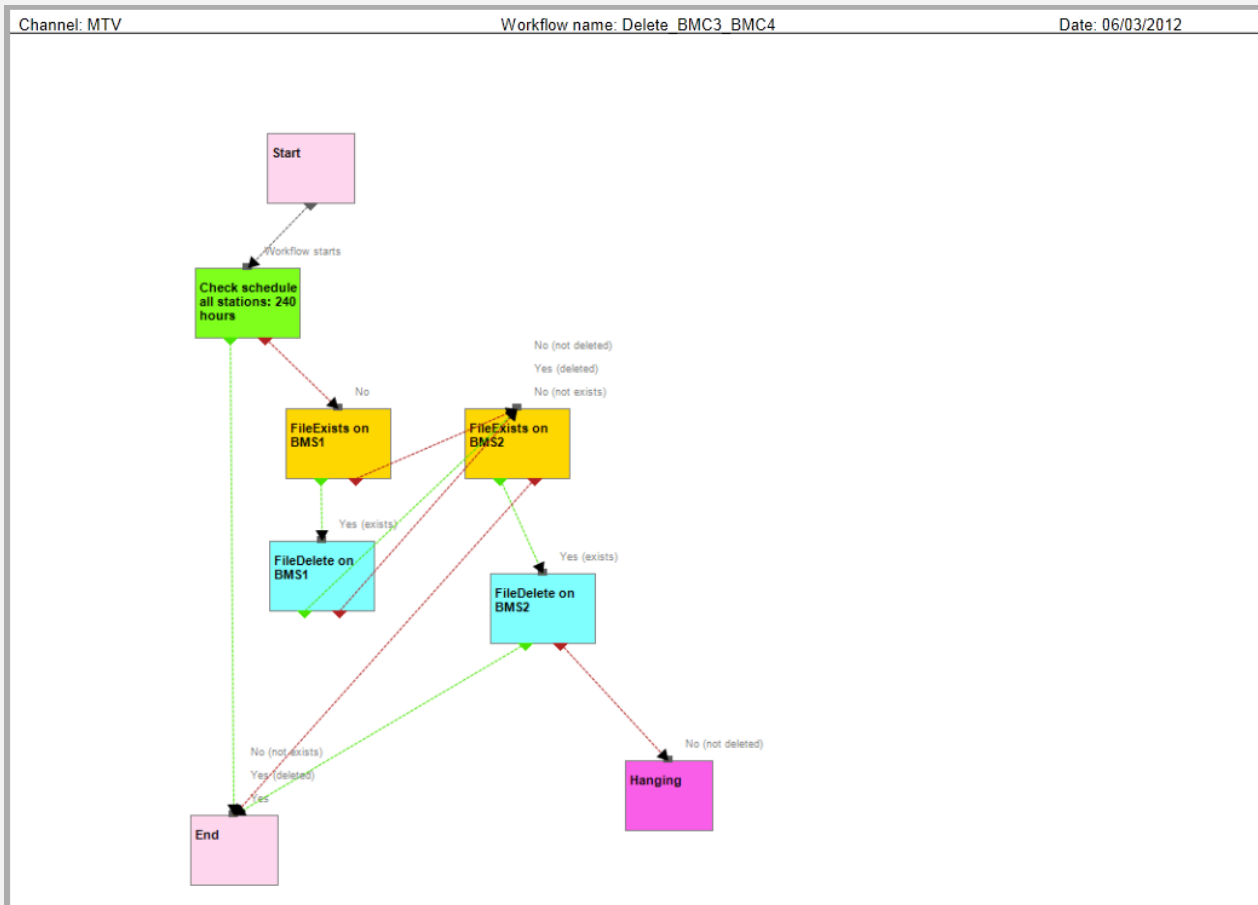 Channel: MTV
Workflow name: Delete_BMC3_BMC4
Date: 06/03/2012
Start
Workflow starts
Check schedule
all stations: 240
hours
No (not deleted)
Yes (deleted)
No (not exists)
No
FileExists on
BMS1
FileExists on
BMS2
Yes (exists)
FileDelete on
BMS1
Yes (exists)
FileDelete on
BMS2
No (not deleted)
No (not exists)
Yes (deleted)
Yes
Hanging
End